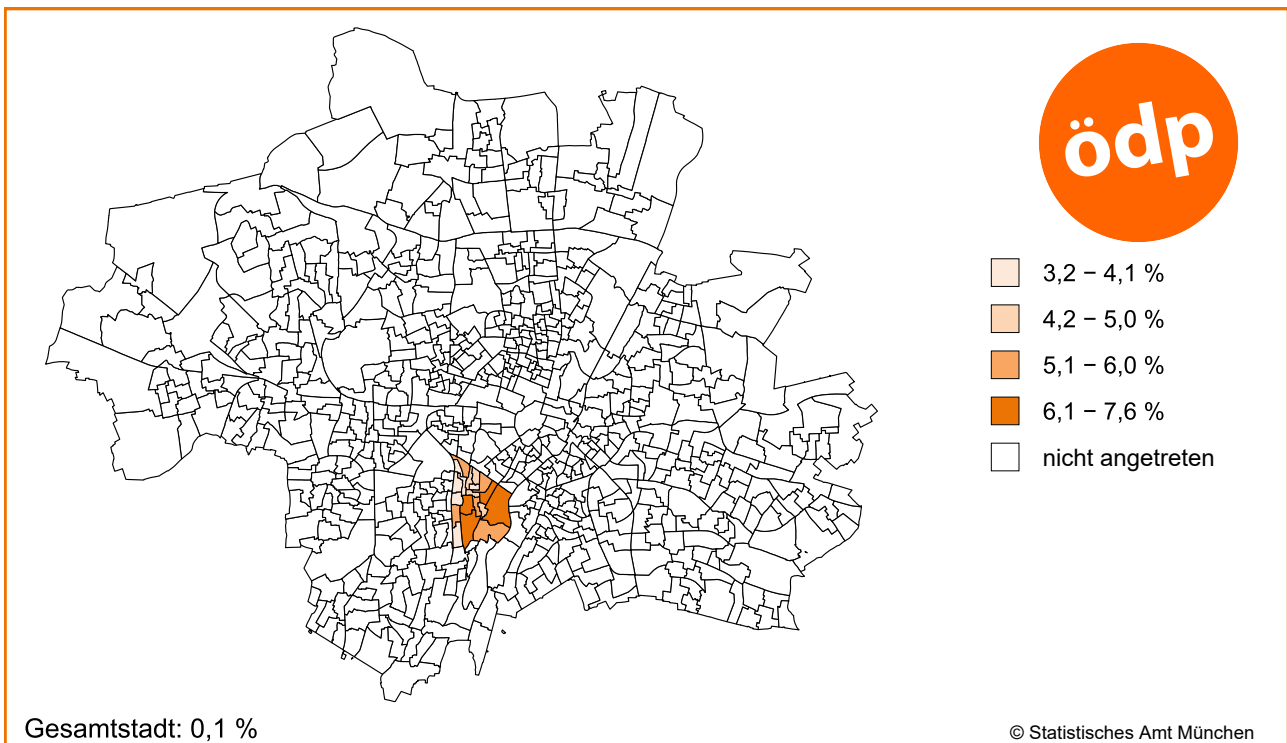 ödp
3,2 − 4,1 %
4,2 − 5,0 %
5,1 − 6,0 %
6,1 − 7,6 %
nicht angetreten
Gesamtstadt: 0,1 %
© Statistisches Amt München